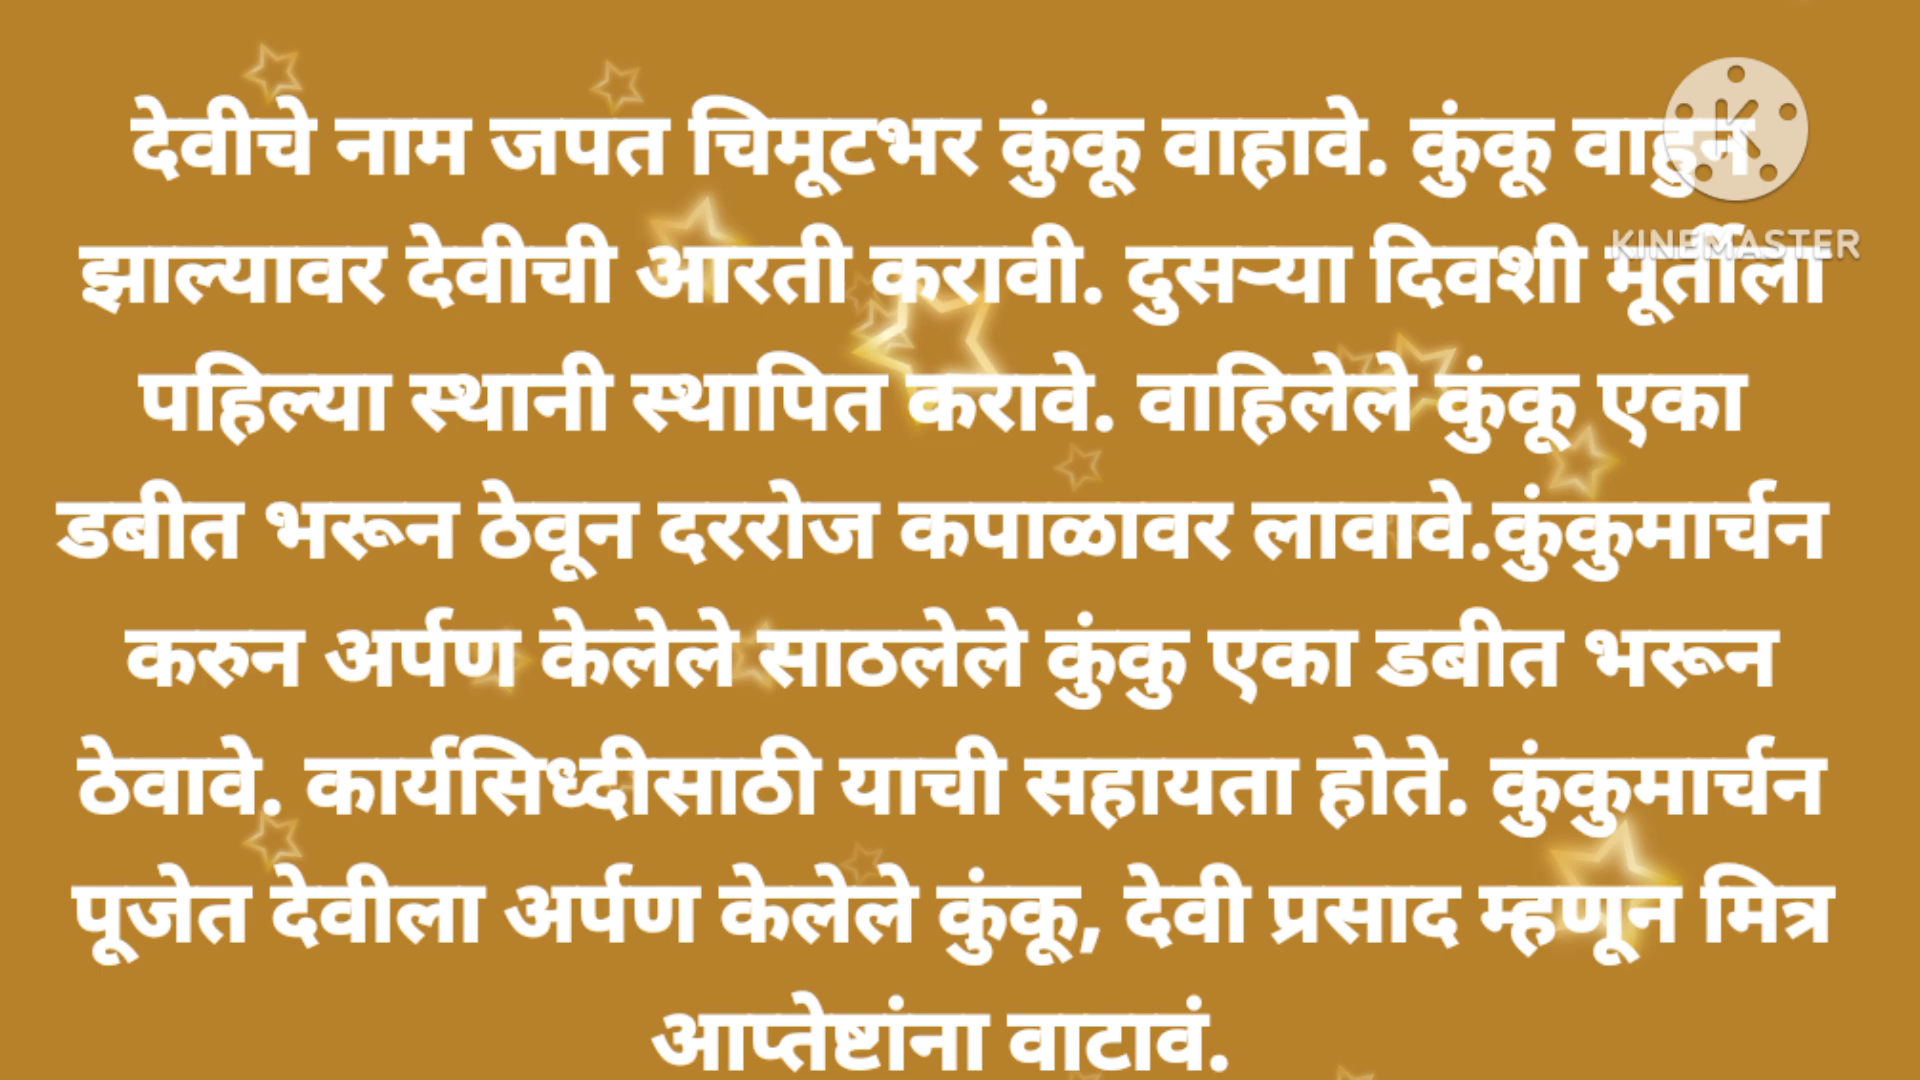 देवीचे नाम जपत चिमूटभर कुंकू वाहावे. कुंकू वाहुन
झाल्यावर देवीची आरती करावी. दुसऱ्या दिवशी मूर्तीला
पहिल्या स्थानी स्थापित करावे. वाहिलेले कुंकू एका
डबीत भरून ठेवून दररोज कपाळावर लावावे.कुंकुमार्चन
करुन अर्पण केलेले साठलेले कुंकु एका डबीत भरून
ठेवावे. कार्यसिध्दीसाठी याची सहायता होते. कुंकुमार्चन
पूजेत देवीला अर्पण केलेले कुंकू, देवी प्रसाद म्हणून मित्र
आप्तेष्टांना वाटावं.
K
KINEMASTER